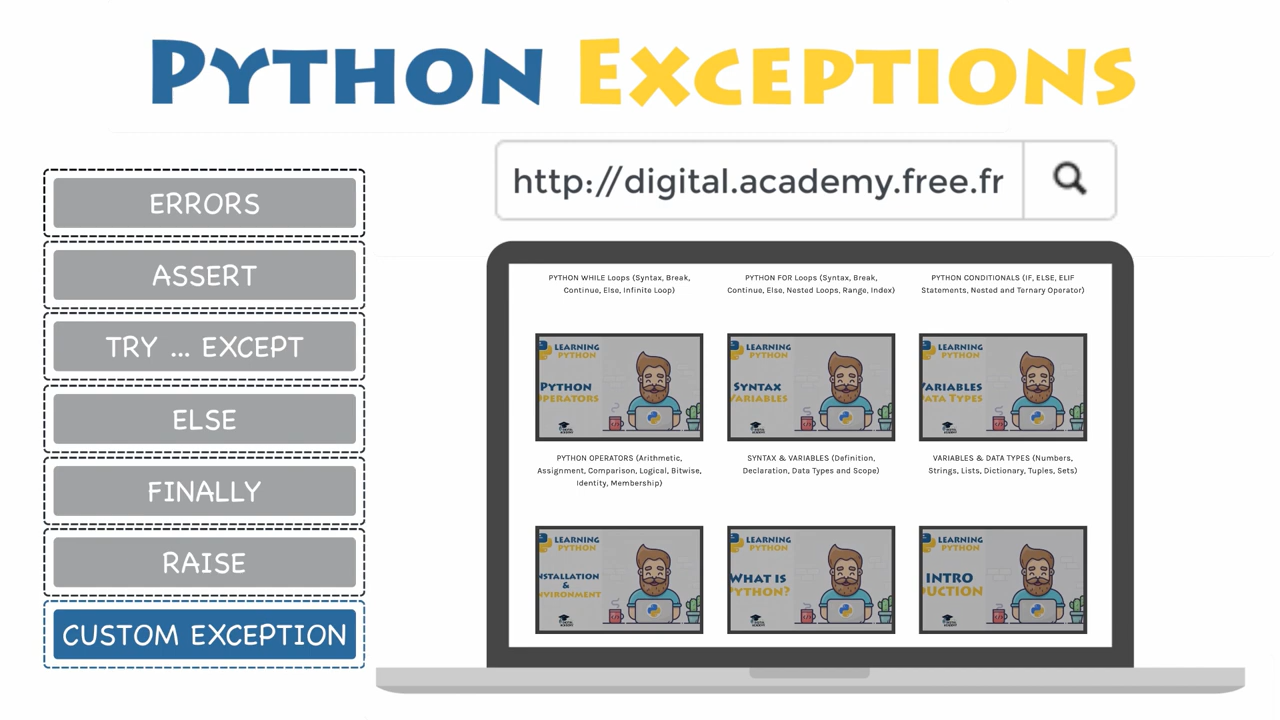 PYTHON EXCEPTIONS
http://digital.academy.free.fr
ERRORS
ASSERT
TRY ... EXCEPT
ELSE
FINALLY
RAISE
CUSTOM EXCEPTION
PYTHON WHILE Loops (Syntax, Break,
Continue, Else, Infinite Loop)
PYTHON FOR Loops (Syntax, Break,
Continue, Else, Nested Loops, Range, Index)
PYTHON CONDITIONALS (IF, ELSE, ELIF
Statements, Nested and Ternary Operator)
LEARNING
PYTHON
PYTHON
OPERATORS
LEARNING
PYTHON
SYNTAX
VARIABLES
LEARNING
PYTHON
VARIABLES
DATA TYPES
PYTHON OPERATORS (Arithmetic,
Assignment, Comparison, Logical, Bitwise,
Identity, Membership)
SYNTAX & VARIABLES (Definition,
Declaration, Data Types and Scope)
VARIABLES & DATA TYPES (Numbers,
Strings, Lists, Dictionary, Tuples, Sets)
LEARNING
PYTHON
NSTALLATION
&
NVIRONMENT
LEARNING
PYTHON
WHAT IS
PYTHON?
LEARNING
PYTHON
INTRO
DUCTION